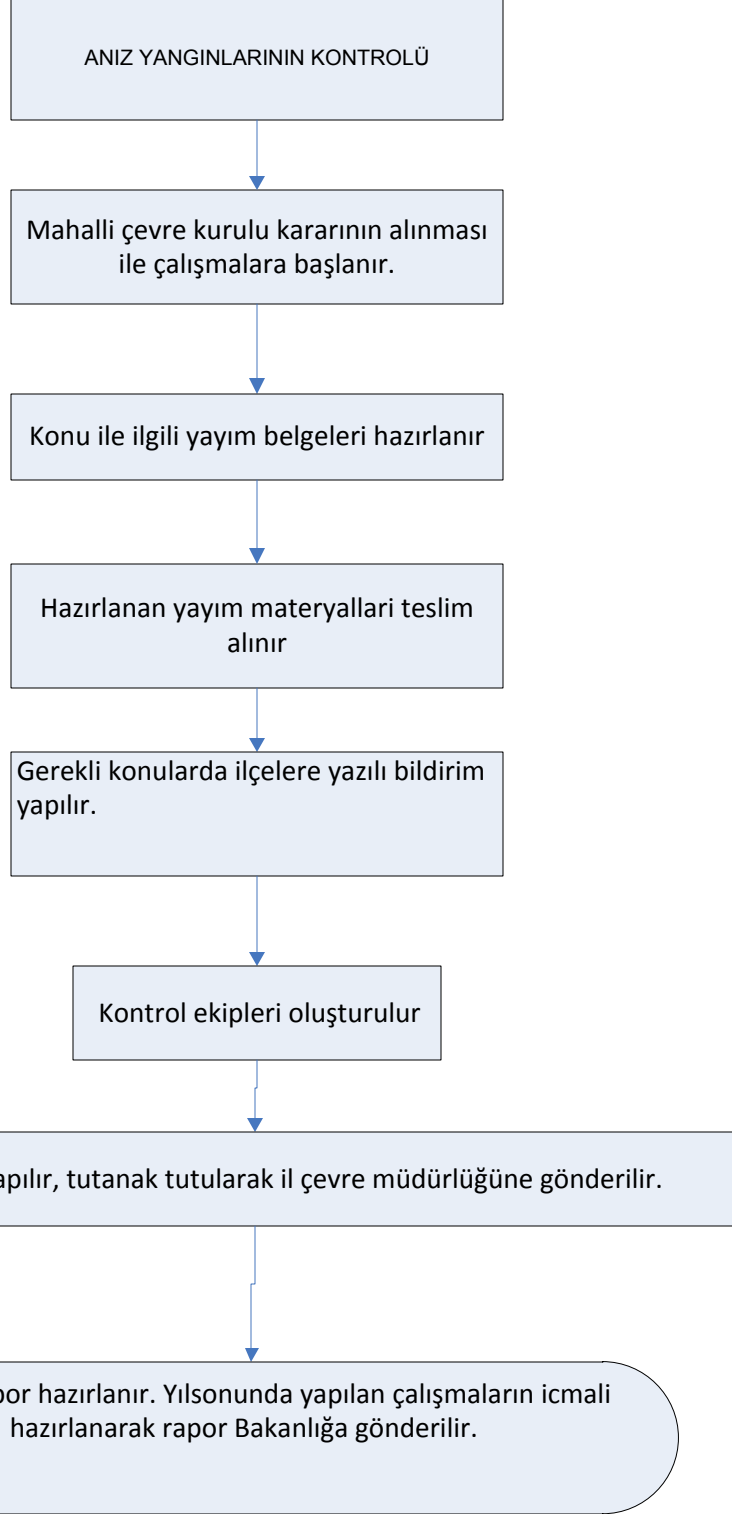 ANIZ YANGINLARININ KONTROLÜ
Mahalli çevre kurulu kararının alınması
ile çalışmalara başlanır.
Konu ile ilgili yayım belgeleri hazırlanır
Hazırlanan yayım materyallari teslim
alınır
Gerekli konularda ilçelere yazılı bildirim
yapılır.
Kontrol ekipleri oluşturulur
apılır, tutanak tutularak il çevre müdürlüğüne gönderilir.
or hazırlanır. Yılsonunda yapılan çalışmaların icmali
hazırlanarak rapor Bakanlığa gönderilir.